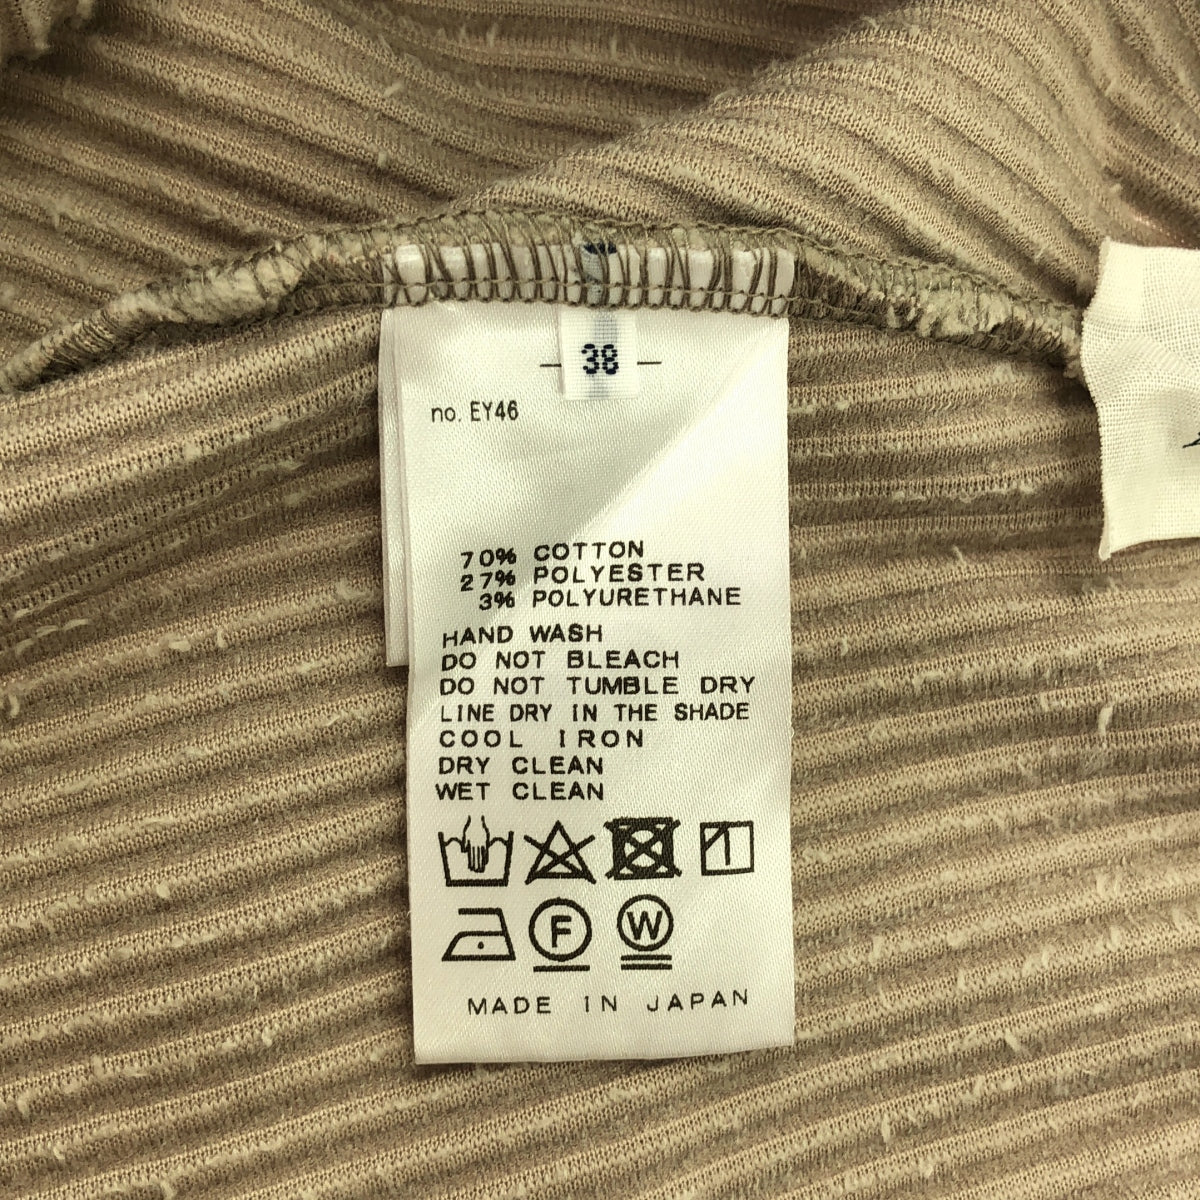 - 38 -
no. EY46
70% COTTON
27% POLYESTER
3% POLYURETHANE
HAND WASH
DO NOT BLEACH
DO NOT TUMBLE DRY
LINE DRY IN THE SHADE
COOL IRON
DRY CLEAN
WET CLEAN
F W
MADE IN JAPAN